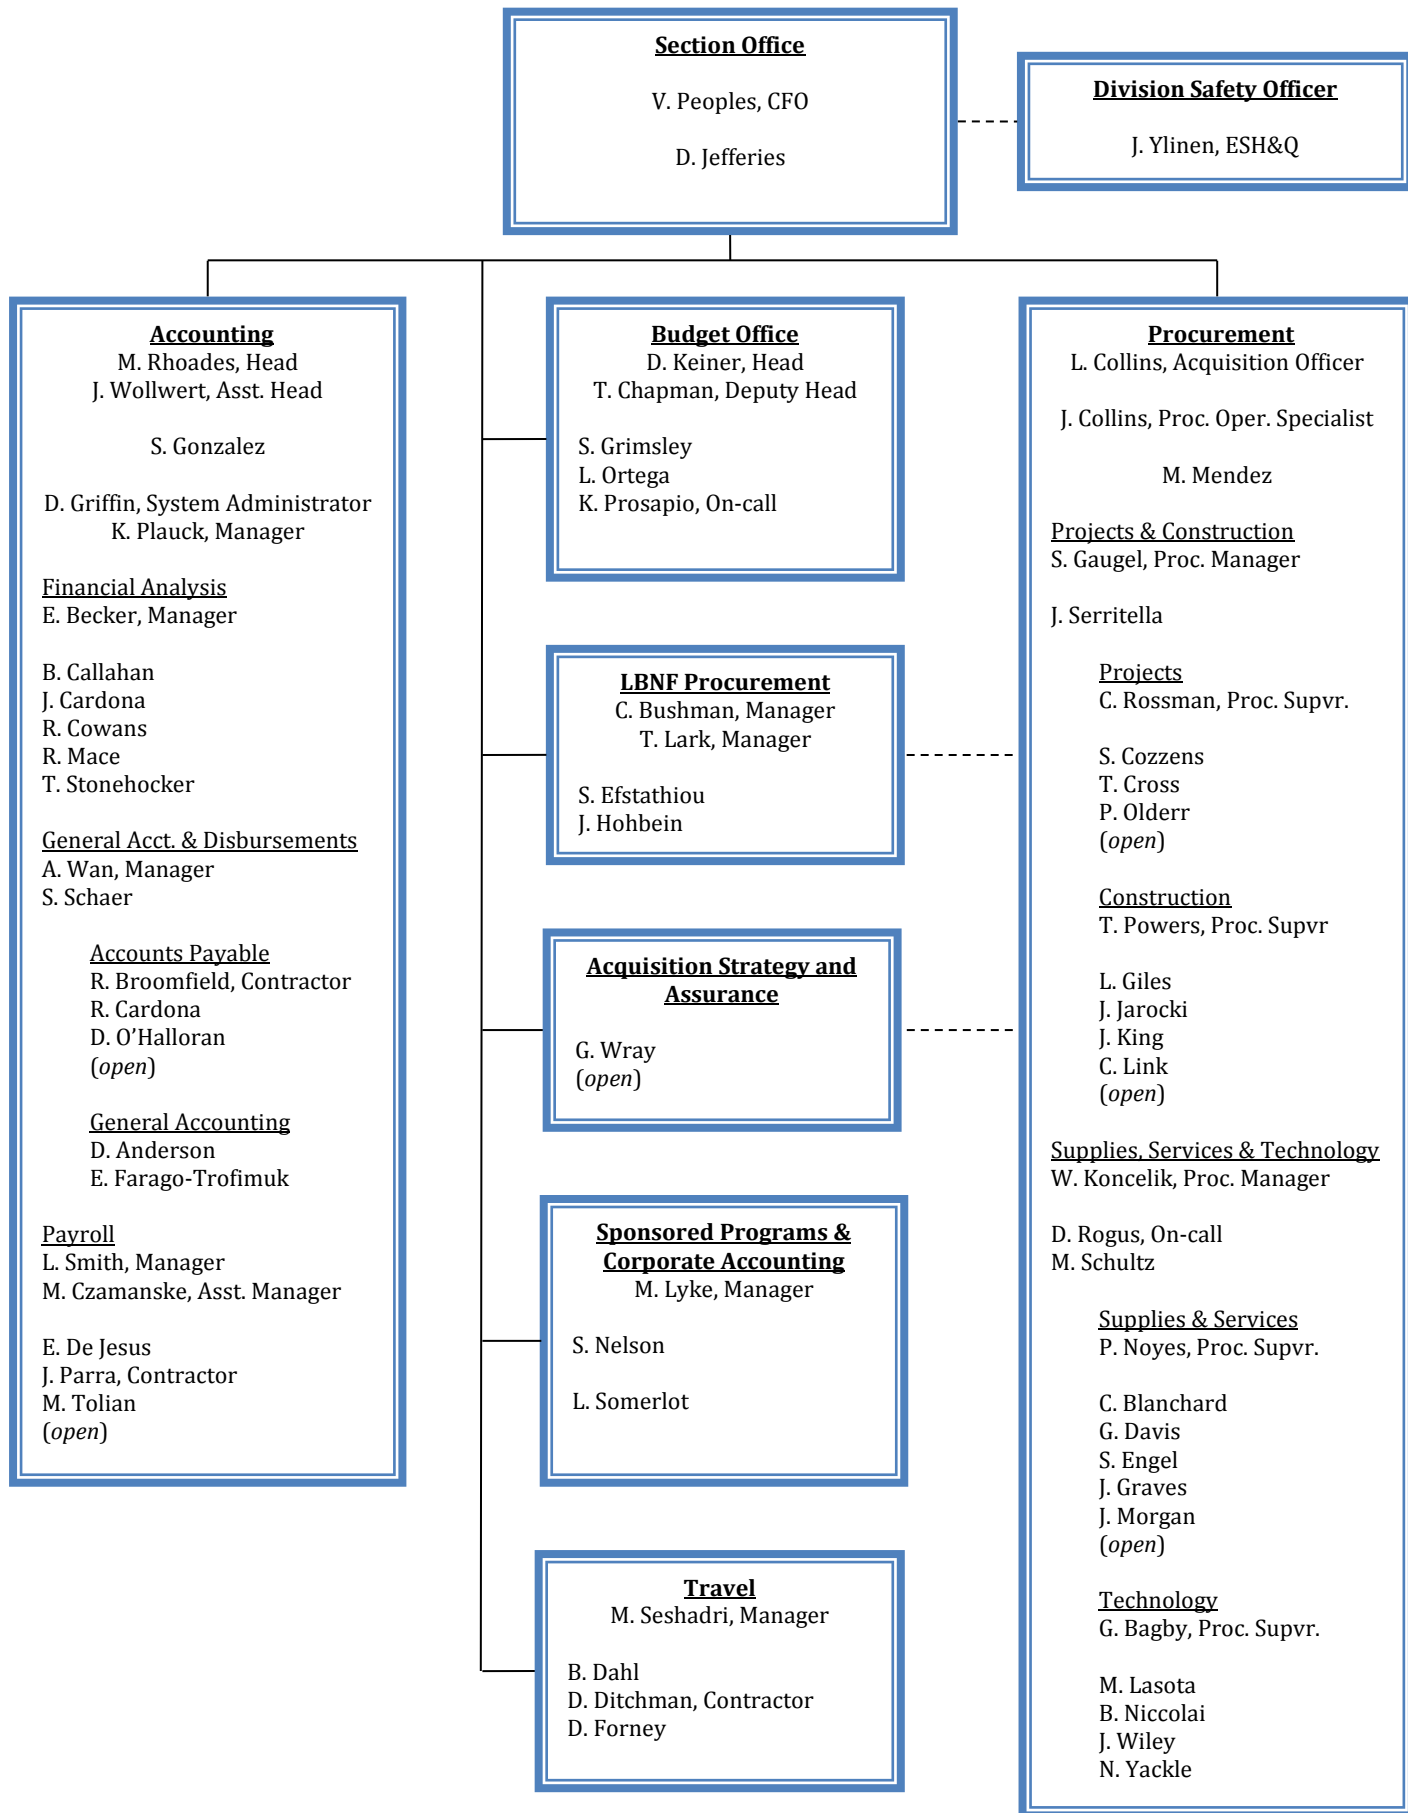 Section Office
V. Peoples, CFO
D. Jefferies
Division Safety Officer
J. Ylinen, ESH&Q
Accounting
M. Rhoades, Head
J. Wollwert, Asst. Head
S. Gonzalez
D. Griffin, System Administrator
K. Plauck, Manager
Financial Analysis
E. Becker, Manager
B. Callahan
J. Cardona
R. Cowans
R. Mace
T. Stonehocker
General Acct. & Disbursements
A. Wan, Manager
S. Schaer
Accounts Payable
R. Broomfield, Contractor
R. Cardona
D. O’Halloran
(open)
General Accounting
D. Anderson
E. Farago-Trofimuk
Payroll
L. Smith, Manager
M. Czamanske, Asst. Manager
E. De Jesus
J. Parra, Contractor
M. Tolian
(open)
Budget Office
D. Keiner, Head
T. Chapman, Deputy Head
S. Grimsley
L. Ortega
K. Prosapio, On-call
LBNF Procurement
C. Bushman, Manager
T. Lark, Manager
S. Efstathiou
J. Hohbein
Acquisition Strategy and
Assurance
G. Wray
(open)
Sponsored Programs &
Corporate Accounting
M. Lyke, Manager
S. Nelson
L. Somerlot
Travel
M. Seshadri, Manager
B. Dahl
D. Ditchman, Contractor
D. Forney
Procurement
L. Collins, Acquisition Officer
J. Collins, Proc. Oper. Specialist
M. Mendez
Projects & Construction
S. Gaugel, Proc. Manager
J. Serritella
Projects
C. Rossman, Proc. Supvr.
S. Cozzens
T. Cross
P. Olderr
(open)
Construction
T. Powers, Proc. Supvr
L. Giles
J. Jarocki
J. King
C. Link
(open)
Supplies, Services & Technology
W. Koncelik, Proc. Manager
D. Rogus, On-call
M. Schultz
Supplies & Services
P. Noyes, Proc. Supvr.
C. Blanchard
G. Davis
S. Engel
J. Graves
J. Morgan
(open)
Technology
G. Bagby, Proc. Supvr.
M. Lasota
B. Niccolai
J. Wiley
N. Yackle